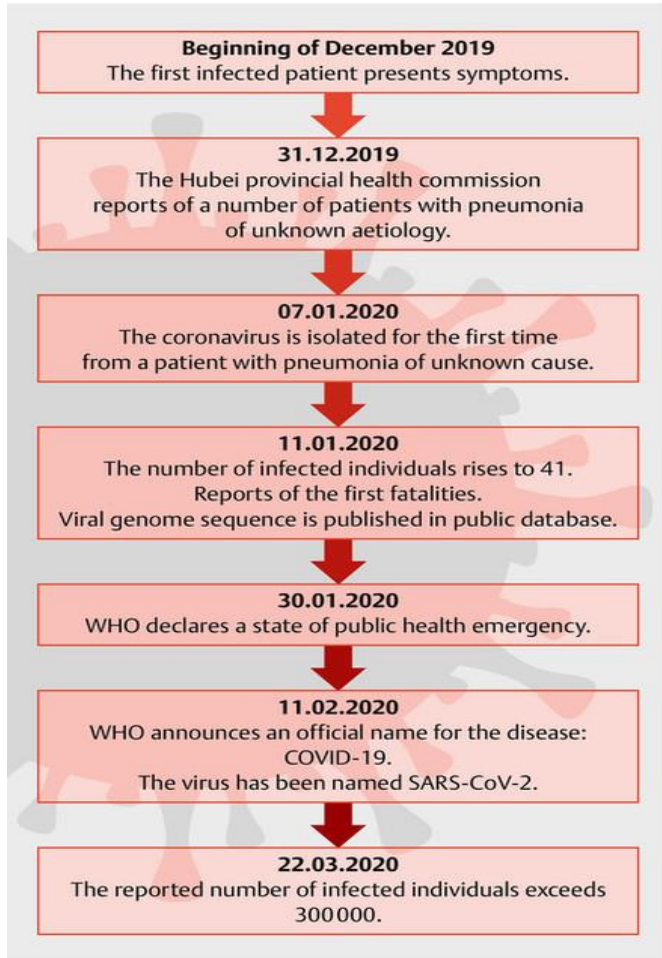 Beginning of December 2019
The first infected patient presents symptoms.
31.12.2019
The Hubei provincial health commission
reports of a number of patients with pneumonia
of unknown aetiology.
07.01.2020
The coronavirus is isolated for the first time
from a patient with pneumonia of unknown cause.
11.01.2020
The number of infected individuals rises to 41.
Reports of the first fatalities.
Viral genome sequence is published in public database.
30.01.2020
WHO declares a state of public health emergency.
11.02.2020
WHO announces an official name for the disease:
COVID-19.
The virus has been named SARS-CoV-2.
22.03.2020
The reported number of infected individuals exceeds
300 000.